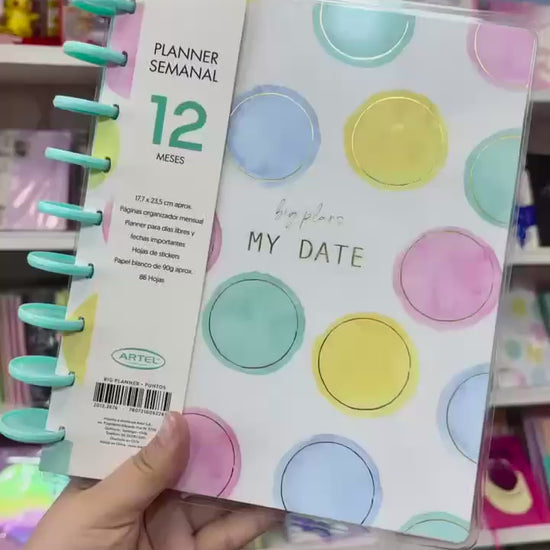 PLANNER
SEMANAL
12
MESES
17,7 x 23,5 cm aprox.
Páginas organizador mensual
Planner para días libres y
fechas importantes
Hojas de stickers
Papel blanco de 90g aprox.
88 Hojas
ARTEL
BIG PLANNER - PUNTOS
big plans
MY DATE